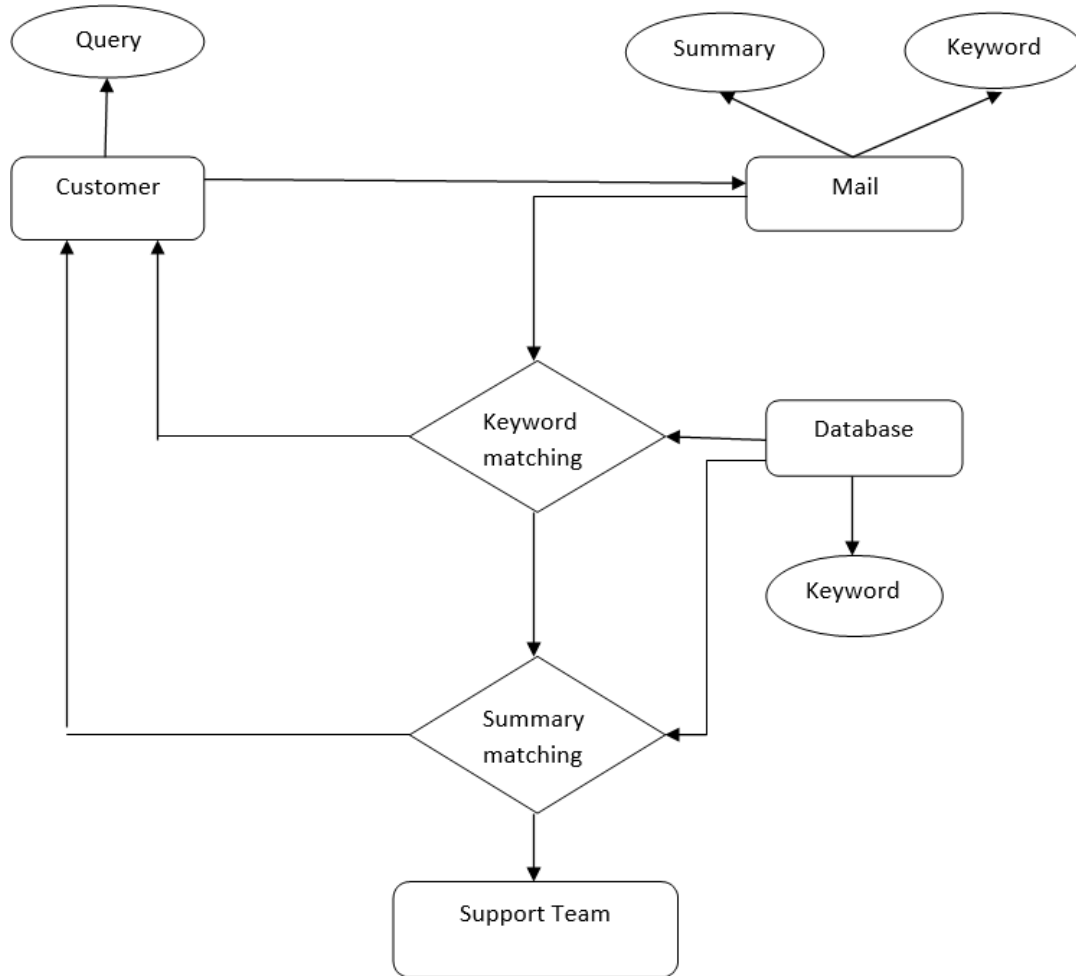 Query
Summary
Keyword
Customer
Mail
Keyword
matching
Database
Keyword
Summary
matching
Support Team